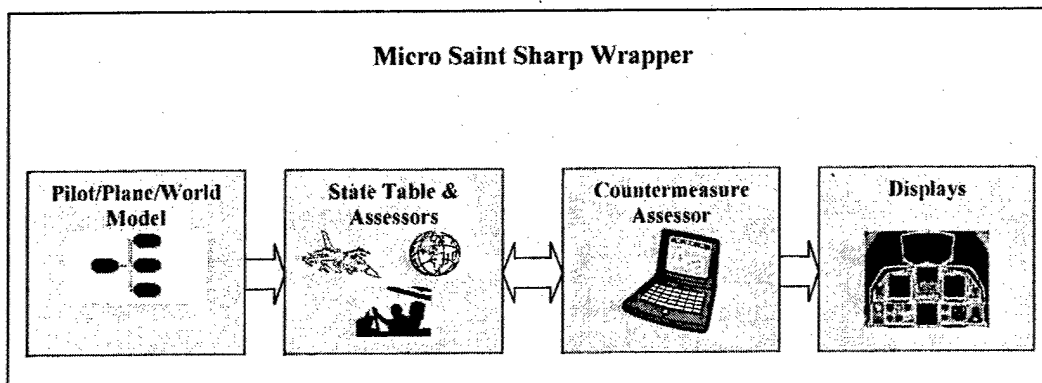 Micro Saint Sharp Wrapper
Pilot/Plane/World
Model
State Table &
Assessors
Countermeasure
Assessor
Displays